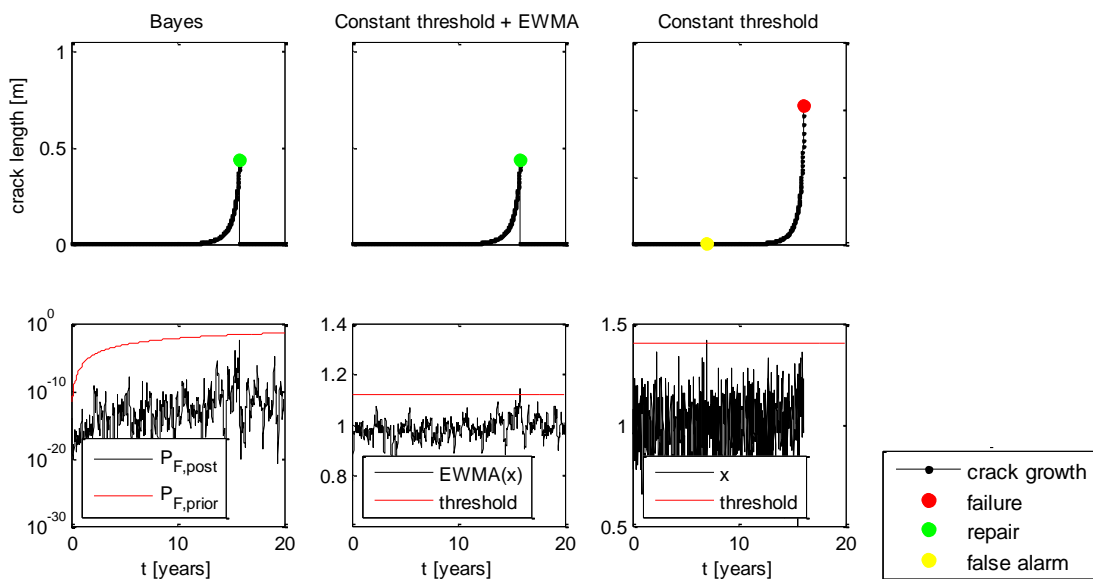 Bayes
Constant threshold + EWMA
Constant threshold
crack length [m]
1
0.5
0
10^0
10^-10
10^-20
10^-30
P_F,post
P_F,prior
0 10 20
t [years]
1.4
1.2
1
0.8
EWMA(x)
threshold
0 10 20
t [years]
1.5
1
0.5
x
threshold
0 10 20
t [years]
crack growth
failure
repair
false alarm